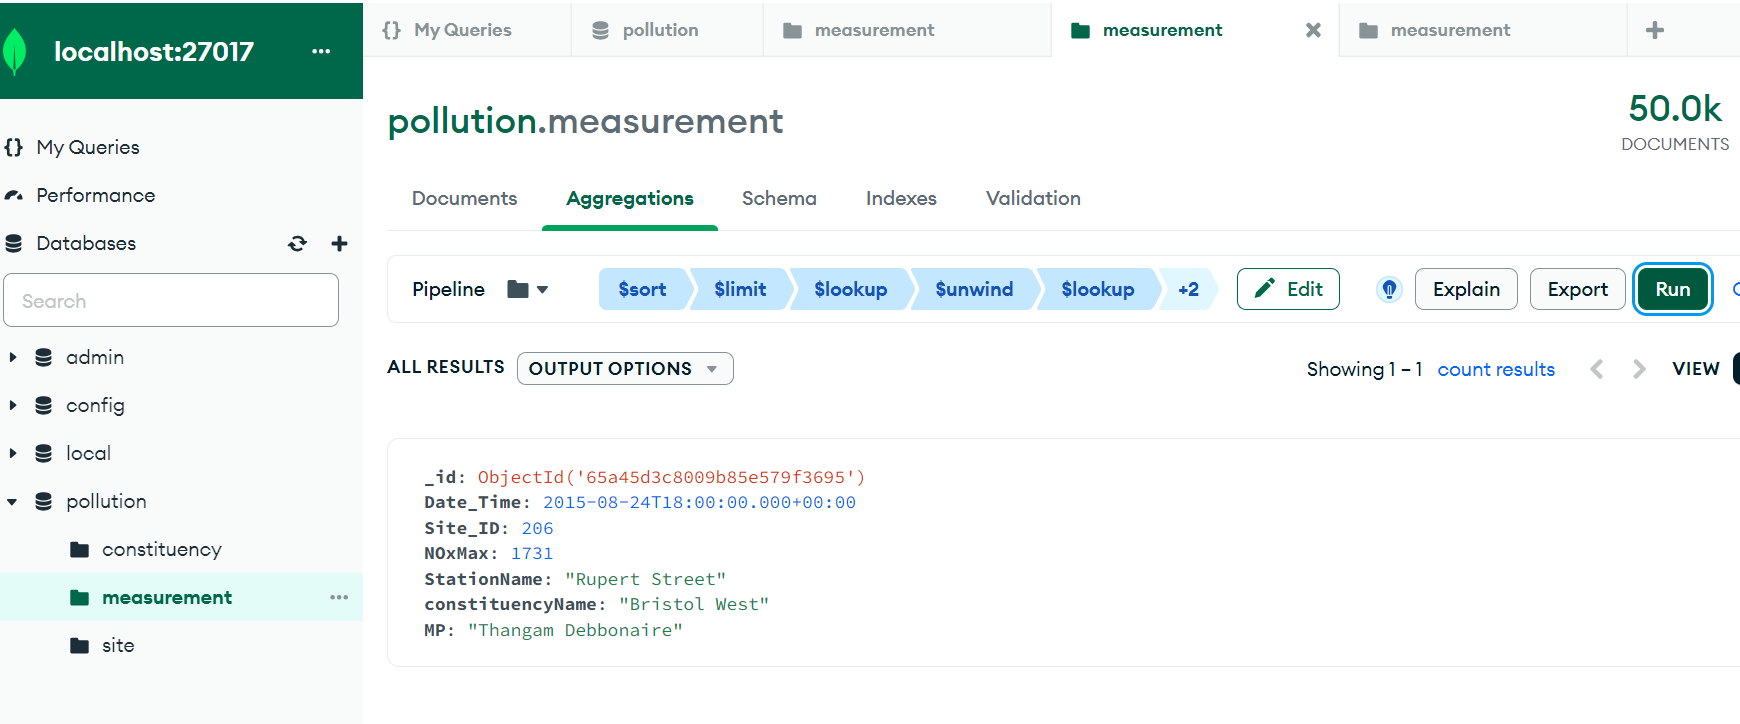 localhost:27017 ...
{} My Queries
pollution
measurement
measurement
measurement
My Queries
Performance
Databases
Search
admin
config
local
pollution
constituency
measurement ...
site
pollution.measurement
50.0k
DOCUMENTS
Documents Aggregations Schema Indexes Validation
Pipeline $sort $limit $lookup $unwind $lookup +2 Edit Explain Export Run
ALL RESULTS OUTPUT OPTIONS Showing 1 – 1 count results VIEW
_id: ObjectId('65a45d3c8009b85e579f3695')
Date_Time: 2015-08-24T18:00:00.000+00:00
Site_ID: 206
NOxMax: 1731
StationName: "Rupert Street"
constituencyName: "Bristol West"
MP: "Thangam Debbonaire"